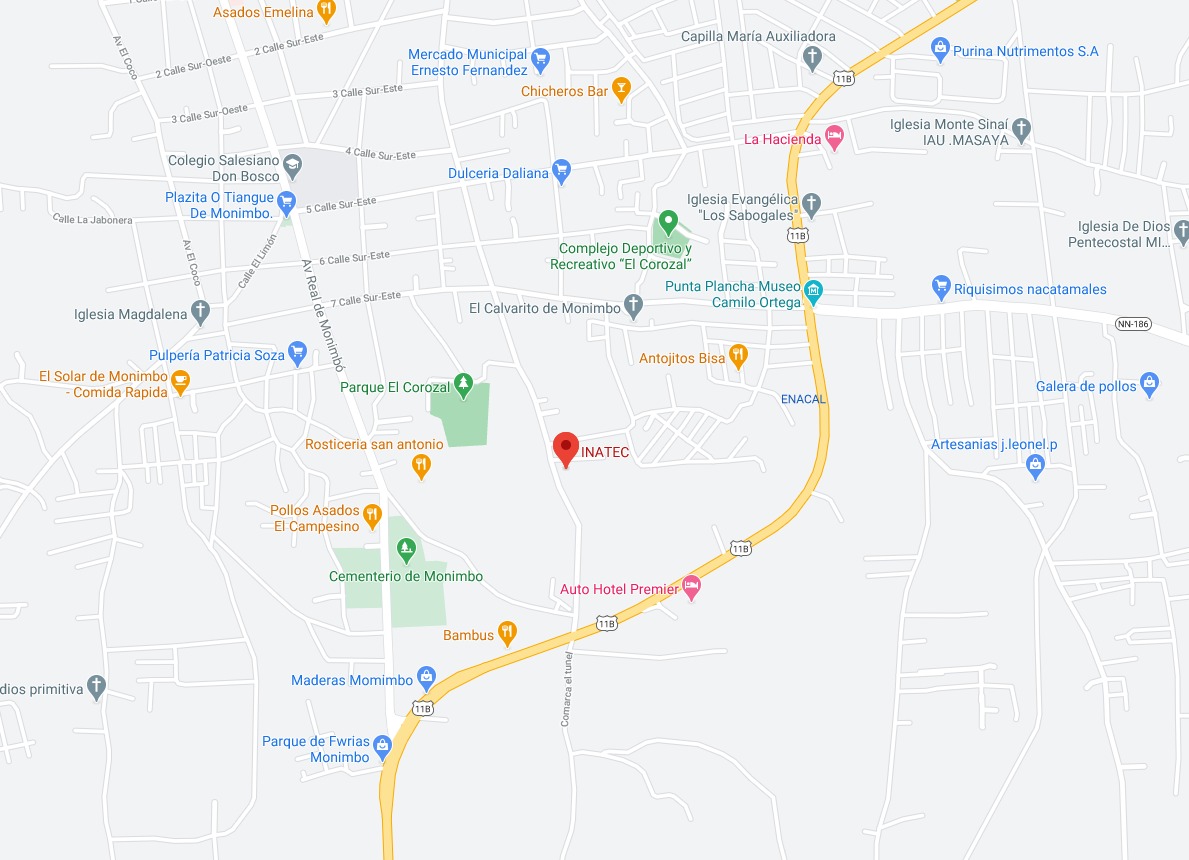 Asados Emelina
Av El Coco
2 Calle Sur-Oeste
2 Calle Sur-Este
Mercado Municipal
Ernesto Fernandez
Capilla María Auxiliadora
Purina Nutrimentos S.A
11B
Chicheros Bar
3 Calle Sur-Este
3 Calle Sur-Oeste
Iglesia Monte Sinaí
IAU .MASAYA
La Hacienda
4 Calle Sur-Este
Colegio Salesiano
Don Bosco
Dulceria Daliana
Plazita O Tiangue
De Monimbo.
5 Calle Sur-Este
Calle La Jabonera
Iglesia Evangélica
"Los Sabogales"
11B
Iglesia De Dios
Pentecostal MI...
Complejo Deportivo y
Recreativo “El Corozal”
Av El Coco
Calle El Limón
6 Calle Sur-Este
Av Real de Monimbó
7 Calle Sur-Este
Punta Plancha Museo
Camilo Ortega
Riquisimos nacatamales
El Calvarito de Monimbo
Iglesia Magdalena
NN-186
Pulpería Patricia Soza
Antojitos Bisa
El Solar de Monimbo
- Comida Rapida
Parque El Corozal
Galera de pollos
ENACAL
Rosticeria san antonio
INATEC
Artesanias j.leonel.p
Pollos Asados
El Campesino
11B
Cementerio de Monimbo
Auto Hotel Premier
11B
Bambus
Comarca el tunel
Maderas Momimbo
dios primitiva
11B
Parque de Fwrias
Monimbo